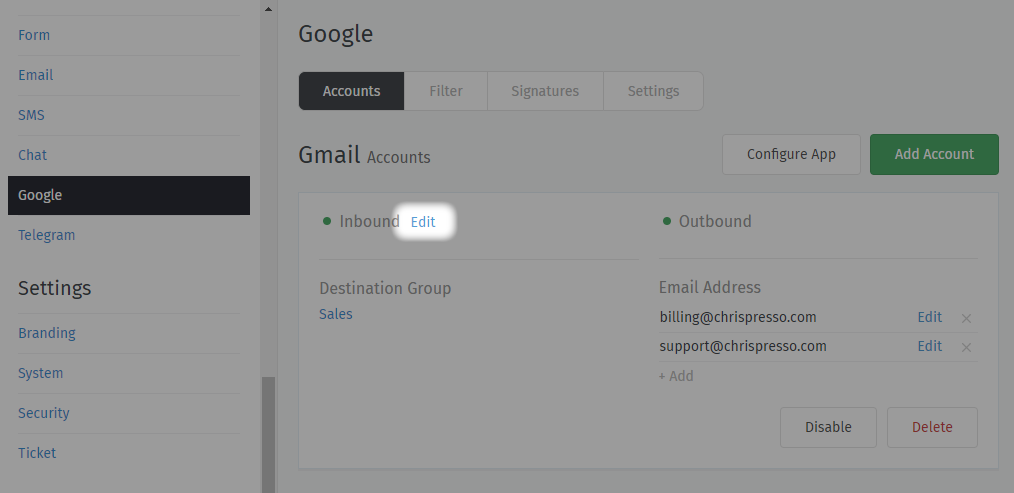 Form
Email
SMS
Chat
Google
Telegram
Settings
Branding
System
Security
Ticket
Google
Accounts Filter Signatures Settings
Gmail Accounts
Configure App Add Account
Inbound Edit
Outbound
Destination Group
Sales
Email Address
billing@chrispresso.com Edit ×
support@chrispresso.com Edit ×
+ Add
Disable Delete